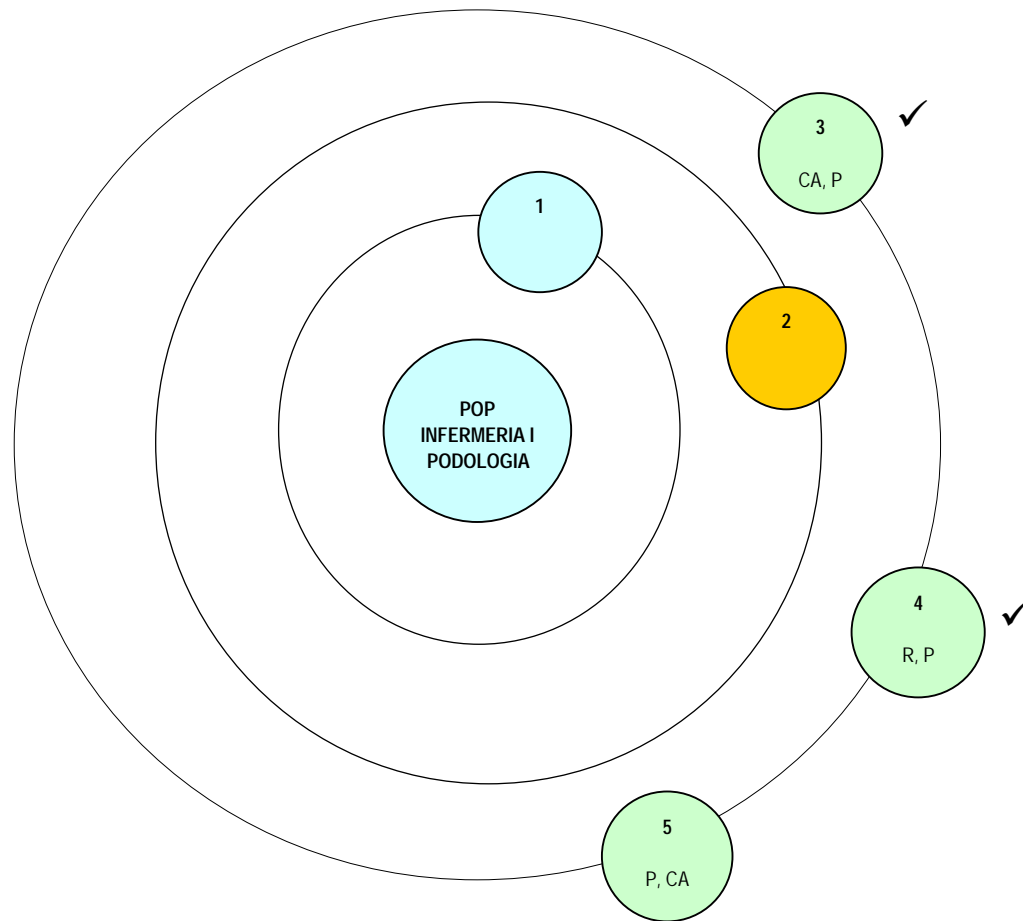 3
CA, P
1
2
POP
INFERMERIA I
PODOLOGIA
4
R, P
5
P, CA